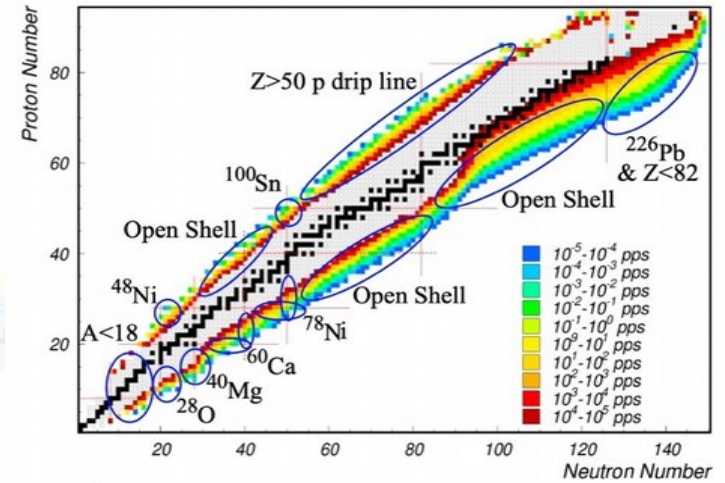 Proton Number
80
60
40
20
Z>50 p drip line
100Sn
Open Shell
48Ni
A<18
28O
40Mg
60Ca
78Ni
Open Shell
Open Shell
226Pb
& Z<82
10-5-10-4 pps
10-4-10-3 pps
10-3-10-2 pps
10-2-10-1 pps
10-1-100 pps
109-101 pps
101-102 pps
102-103 pps
103-104 pps
104-105 pps
20 40 60 80 100 120 140
Neutron Number